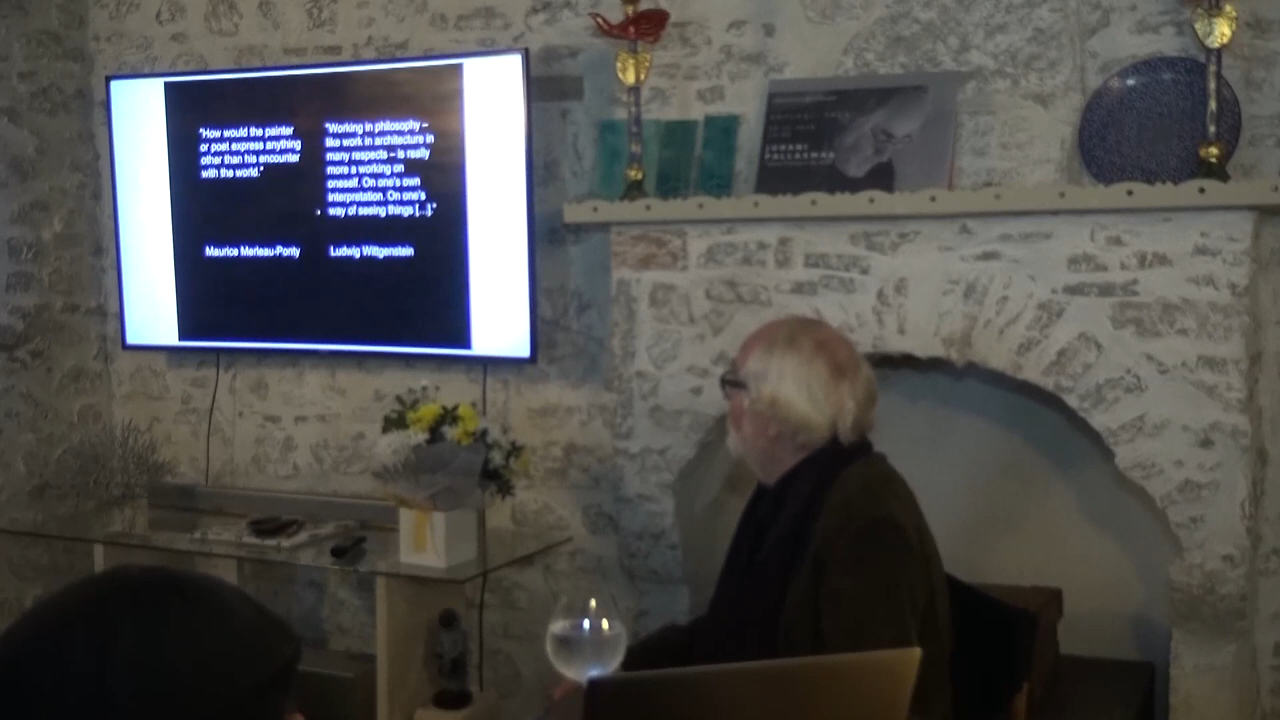 "How would the painter
or poet express anything
other than his encounter
with the world."
Maurice Merleau-Ponty
"Working in philosophy –
like work in architecture in
many respects – is really
more a working on
oneself. On one's own
interpretation. On one's
way of seeing things [...]."
Ludwig Wittgenstein
JUHANI
PALLASMAA